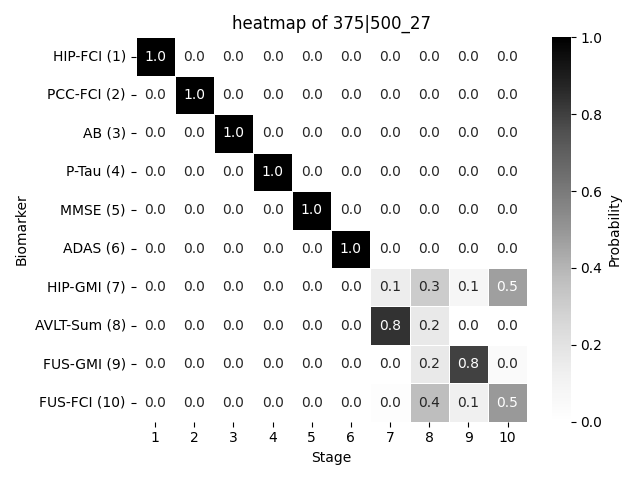 heatmap of 375|500_27
HIP-FCI (1) 1.0 0.0 0.0 0.0 0.0 0.0 0.0 0.0 0.0 0.0
PCC-FCI (2) 0.0 1.0 0.0 0.0 0.0 0.0 0.0 0.0 0.0 0.0
AB (3) 0.0 0.0 1.0 0.0 0.0 0.0 0.0 0.0 0.0 0.0
P-Tau (4) 0.0 0.0 0.0 1.0 0.0 0.0 0.0 0.0 0.0 0.0
MMSE (5) 0.0 0.0 0.0 0.0 1.0 0.0 0.0 0.0 0.0 0.0
ADAS (6) 0.0 0.0 0.0 0.0 0.0 1.0 0.0 0.0 0.0 0.0
HIP-GMI (7) 0.0 0.0 0.0 0.0 0.0 0.0 0.1 0.3 0.1 0.5
AVLT-Sum (8) 0.0 0.0 0.0 0.0 0.0 0.0 0.8 0.2 0.0 0.0
FUS-GMI (9) 0.0 0.0 0.0 0.0 0.0 0.0 0.0 0.2 0.8 0.0
FUS-FCI (10) 0.0 0.0 0.0 0.0 0.0 0.0 0.0 0.4 0.1 0.5
1 2 3 4 5 6 7 8 9 10
Stage
Biomarker
1.0
0.8
0.6
0.4
0.2
0.0
Probability